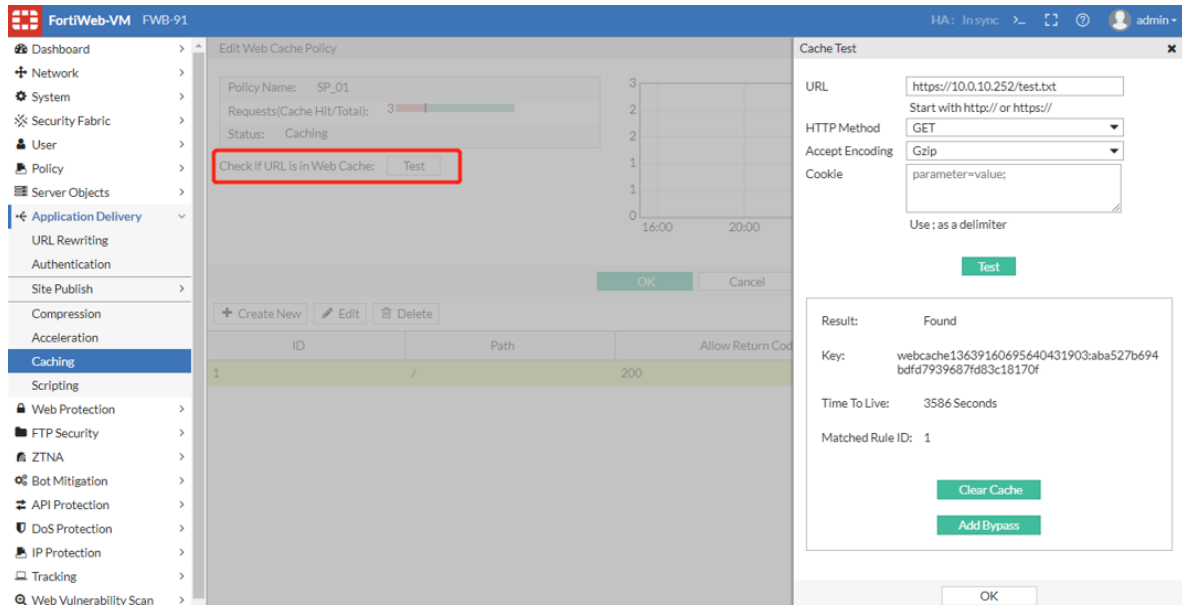 FortiWeb-VM FWB-91
HA: In sync >_ admin
Dashboard
Network
System
Security Fabric
User
Policy
Server Objects
Application Delivery
URL Rewriting
Authentication
Site Publish
Compression
Acceleration
Caching
Scripting
Web Protection
FTP Security
ZTNA
Bot Mitigation
API Protection
DoS Protection
IP Protection
Tracking
Web Vulnerability Scan
Edit Web Cache Policy
Policy Name: SP_01
Requests(Cache Hit/Total): 3
Status: Caching
Check if URL is in Web Cache: Test
3
2
2
1
1
0
16:00 20:00
OK Cancel
Create New Edit Delete
ID Path Allow Return Cod
1 / 200
Cache Test
URL https://10.0.10.252/test.txt
Start with http:// or https://
HTTP Method GET
Accept Encoding Gzip
Cookie parameter=value;
Use ; as a delimiter
Test
Result: Found
Key: webcache13639160695640431903:aba527b694
bdfd7939687fd83c18170f
Time To Live: 3586 Seconds
Matched Rule ID: 1
Clear Cache
Add Bypass
OK